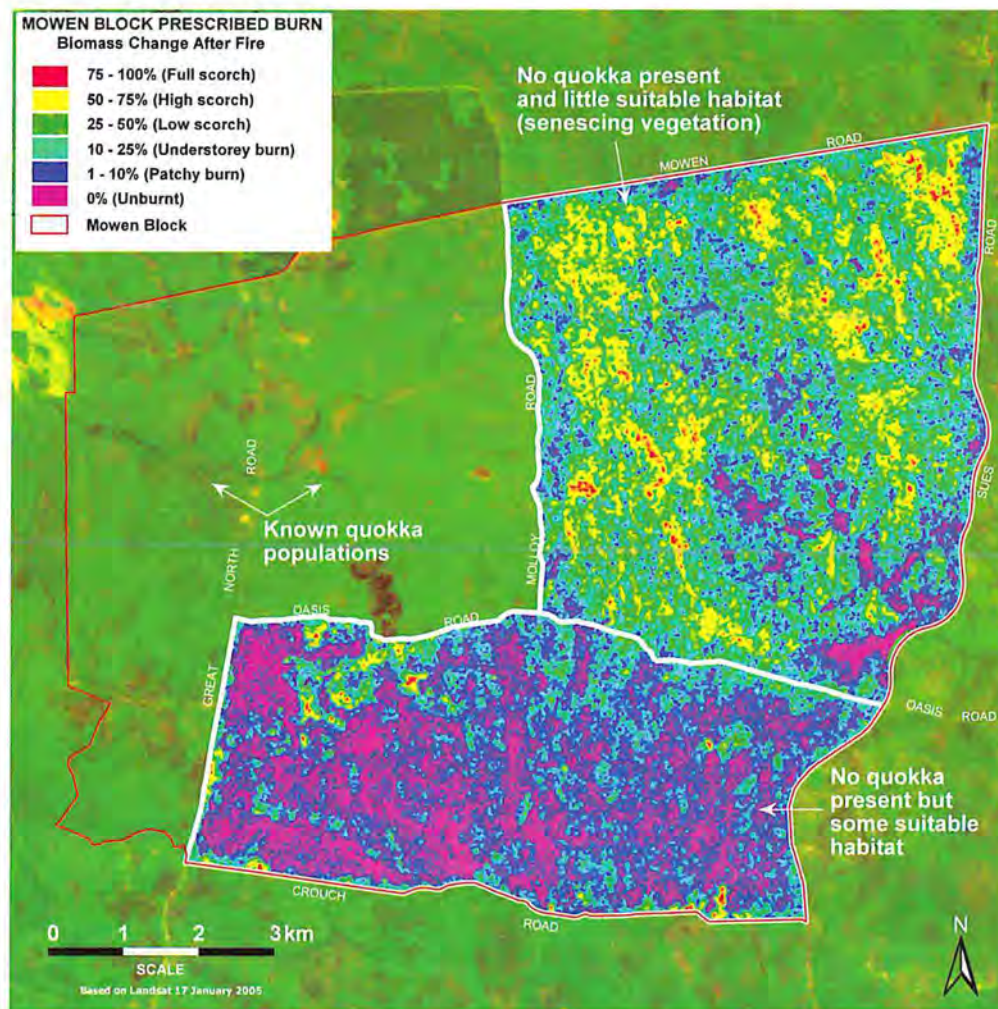 MOWEN BLOCK PRESCRIBED BURN
Biomass Change After Fire
75 - 100% (Full scorch)
50 - 75% (High scorch)
25 - 50% (Low scorch)
10 - 25% (Understorey burn)
1 - 10% (Patchy burn)
0% (Unburnt)
Mowen Block
No quokka present
and little suitable habitat
(senescing vegetation)
MOWEN
ROAD
ROAD
ROAD
ROAD
SUES
Known quokka
populations
MOLLOY
NORTH
OASIS
ROAD
GREAT
OASIS
ROAD
No quokka
present but
some suitable
habitat
CROUCH
ROAD
0 1 2 3 km
SCALE
Based on Landsat 17 January 2005
N